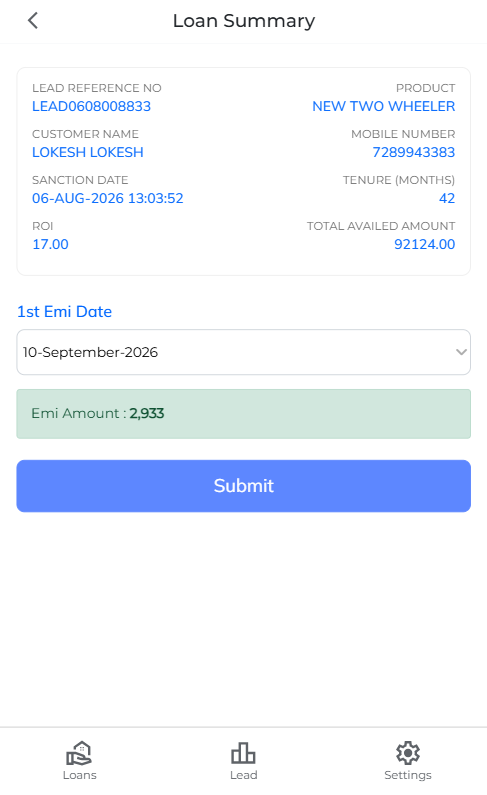 Loan Summary
LEAD REFERENCE NO PRODUCT
LEAD0608008833 NEW TWO WHEELER
CUSTOMER NAME MOBILE NUMBER
LOKESH LOKESH 7289943383
SANCTION DATE TENURE (MONTHS)
06-AUG-2026 13:03:52 42
ROI TOTAL AVAILED AMOUNT
17.00 92124.00
1st Emi Date
10-September-2026
Emi Amount : 2,933
Submit
Loans Lead Settings